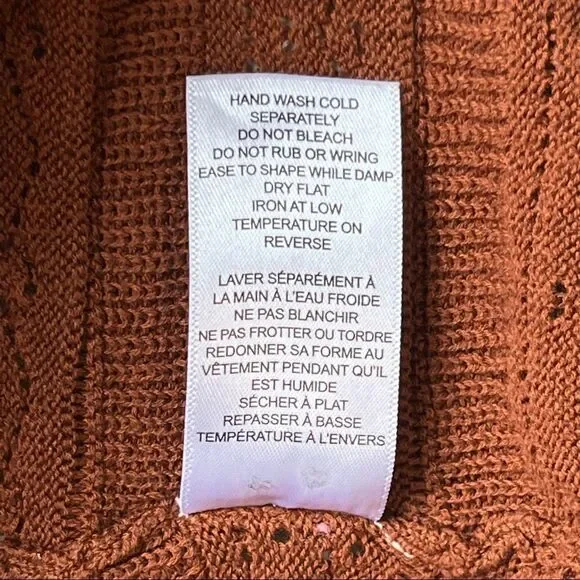 HAND WASH COLD
SEPARATELY
DO NOT BLEACH
DO NOT RUB OR WRING
EASE TO SHAPE WHILE DAMP
DRY FLAT
IRON AT LOW
TEMPERATURE ON
REVERSE
LAVER SÉPARÉMENT À
LA MAIN À L'EAU FROIDE
NE PAS BLANCHIR
NE PAS FROTTER OU TORDRE
REDONNER SA FORME AU
VÊTEMENT PENDANT QU'IL
EST HUMIDE
SÉCHER À PLAT
REPASSER À BASSE
TEMPÉRATURE À L'ENVERS